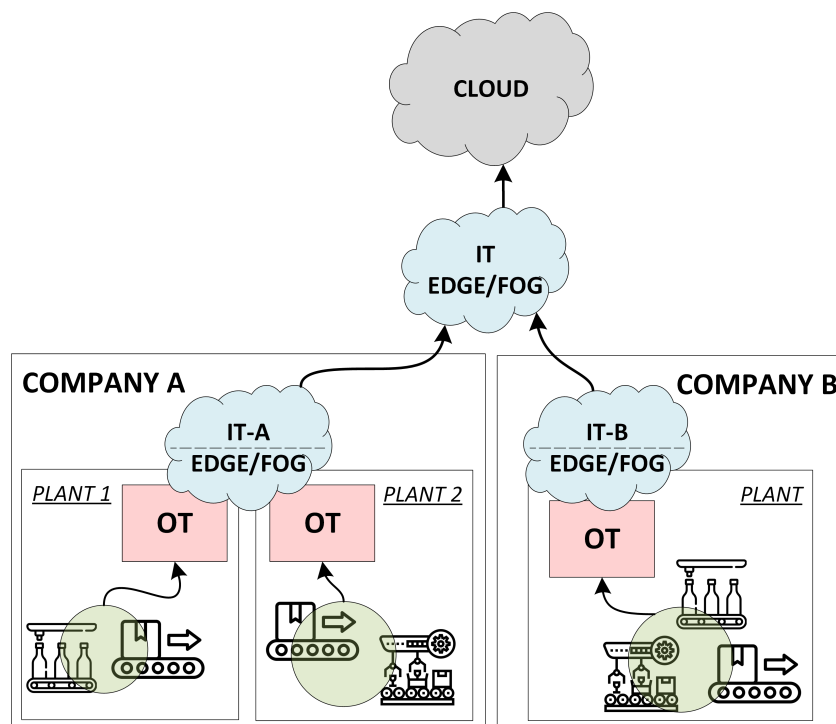 CLOUD
IT
EDGE/FOG
COMPANY A
COMPANY B
IT-A
EDGE/FOG
IT-B
EDGE/FOG
PLANT 1
PLANT 2
PLANT
OT
OT
OT